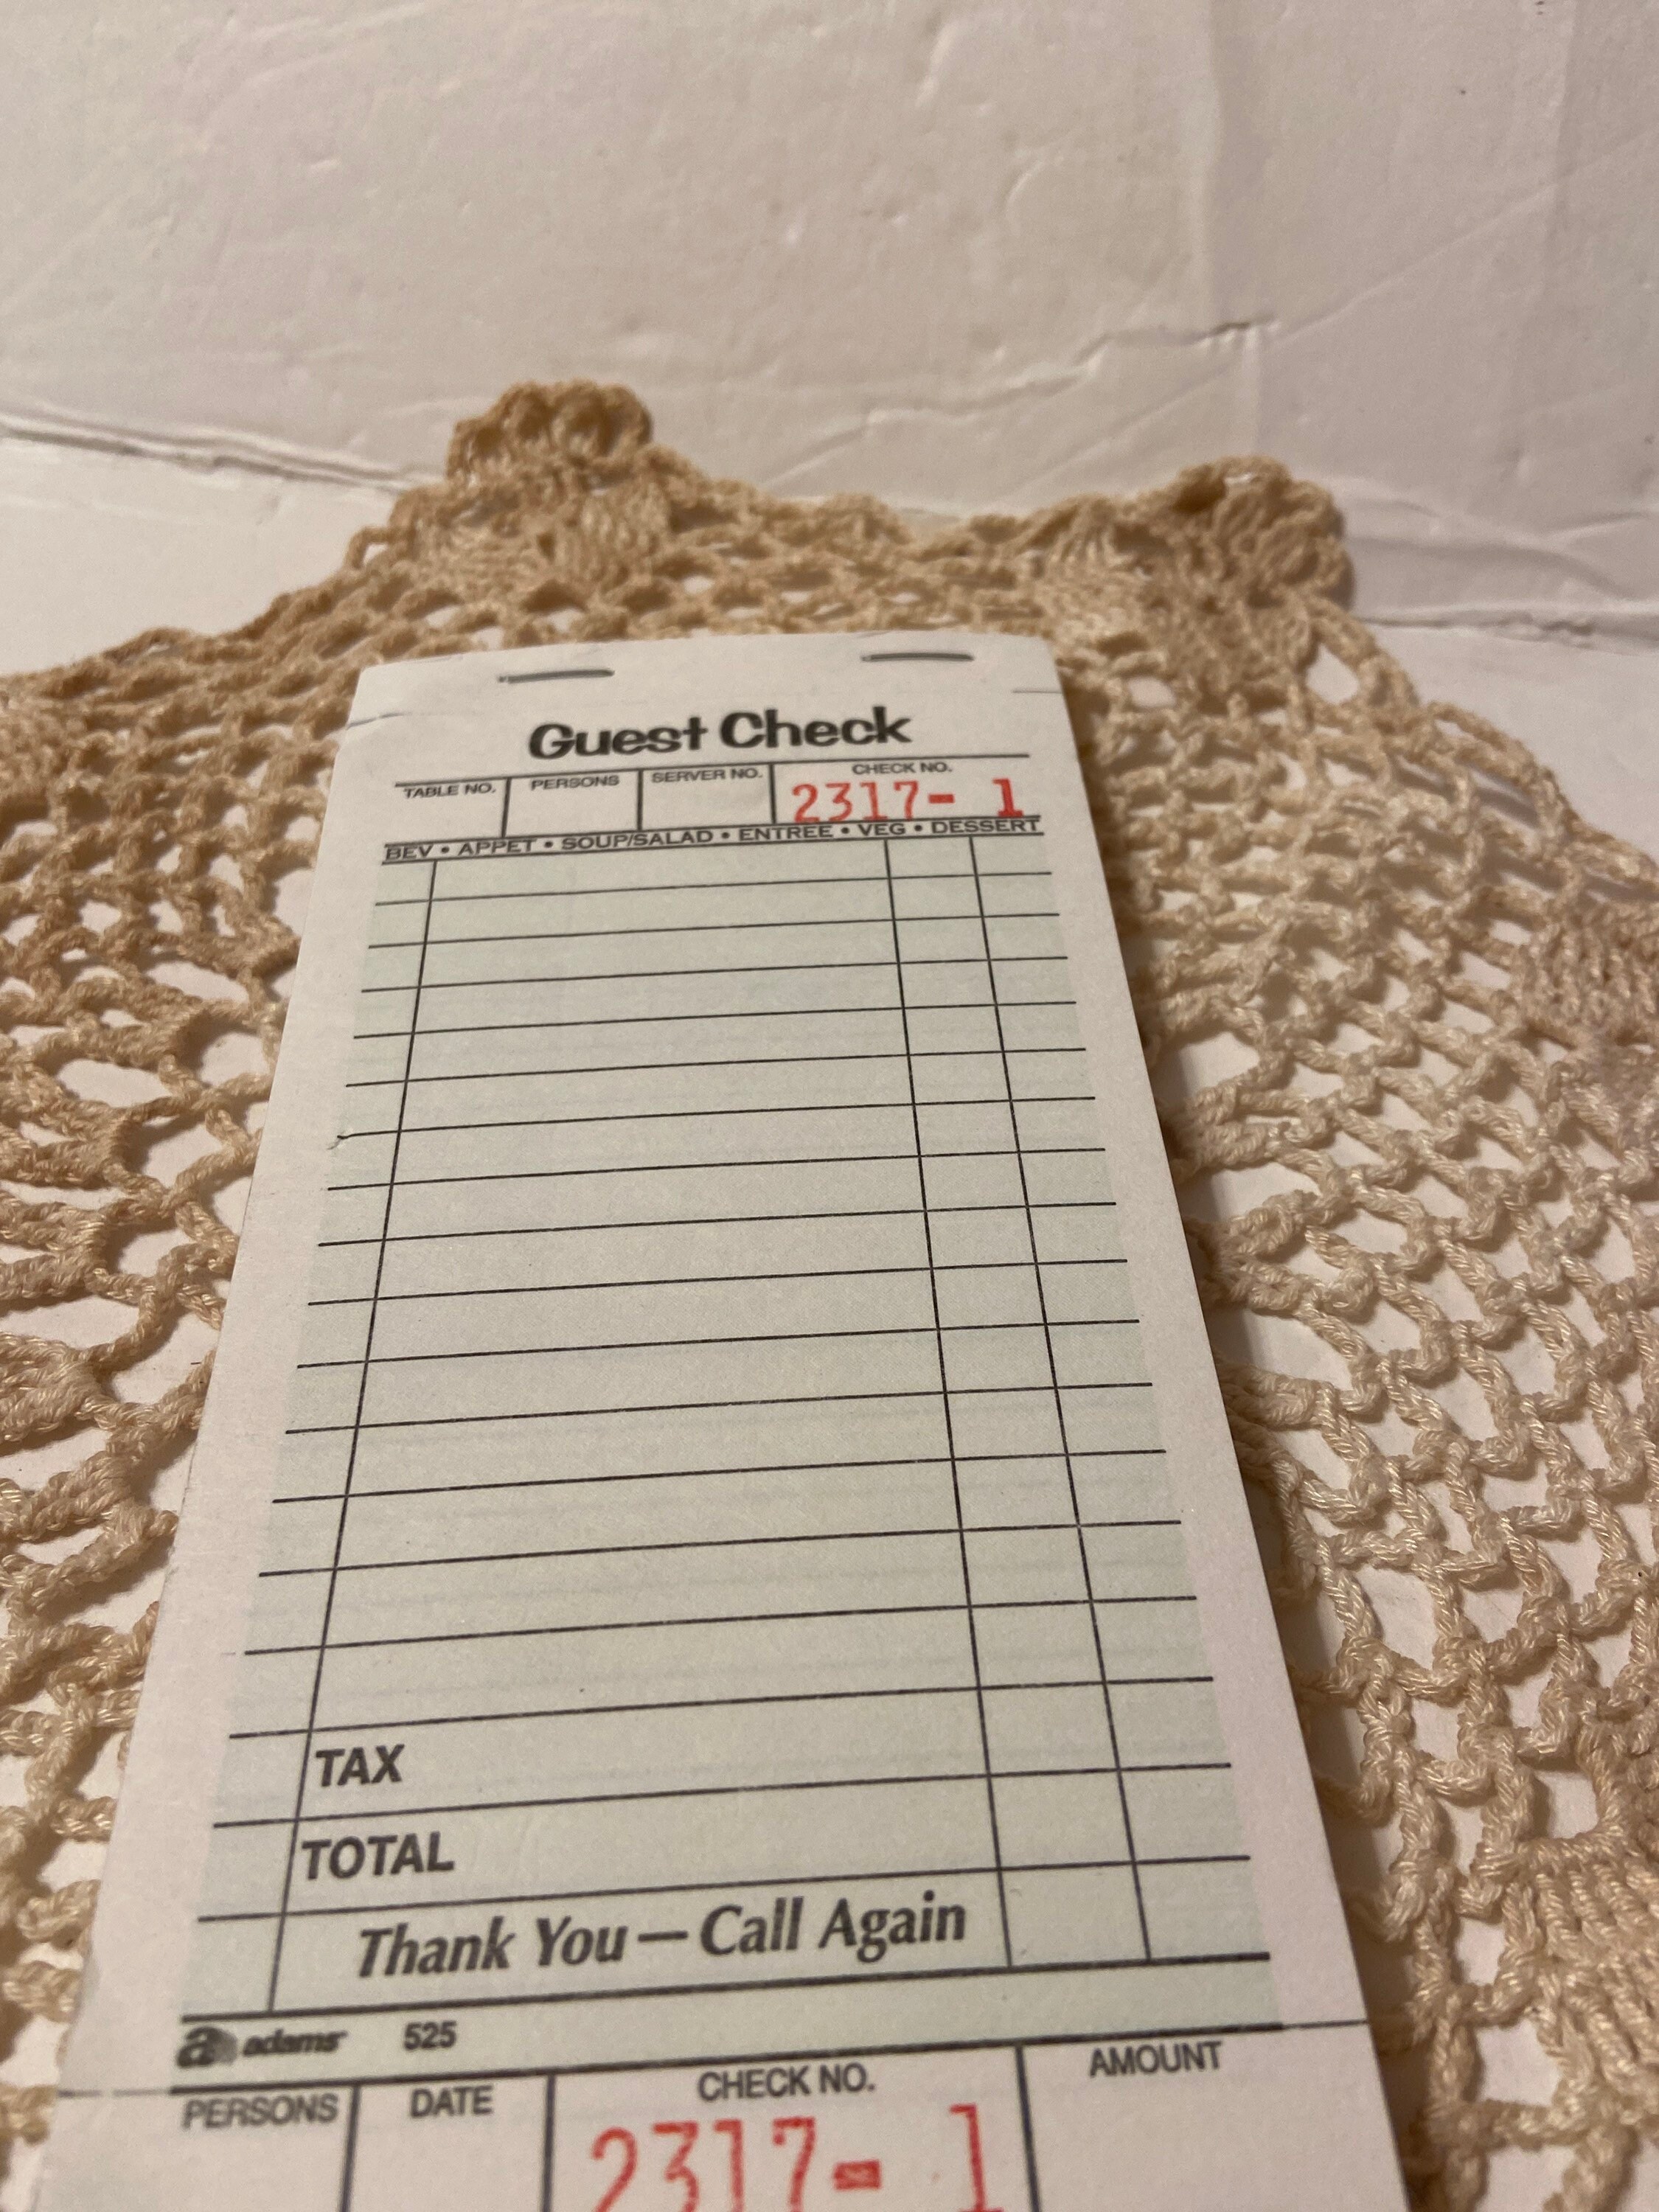 Guest Check
TABLE NO. PERSONS SERVER NO. CHECK NO.
2317- 1
BEV • APPET • SOUP/SALAD • ENTREE • VEG • DESSERT
TAX
TOTAL
Thank You — Call Again
a adams 525
PERSONS DATE CHECK NO. AMOUNT
2317- 1